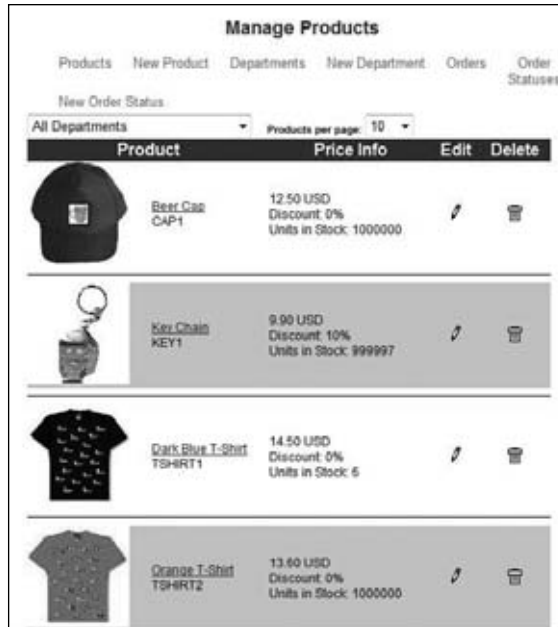 Manage Products
Products New Product Departments New Department Orders Order Statuses
New Order Status
All Departments Products per page: 10
Product Price Info Edit Delete
Beer Cap
CAP1
12.50 USD
Discount: 0%
Units in Stock: 1000000
Key Chain
KEY1
9.90 USD
Discount: 10%
Units in Stock: 999997
Dark Blue T-Shirt
TSHIRT1
14.50 USD
Discount: 0%
Units in Stock: 6
Orange T-Shirt
TSHIRT2
13.60 USD
Discount: 0%
Units in Stock: 1000000